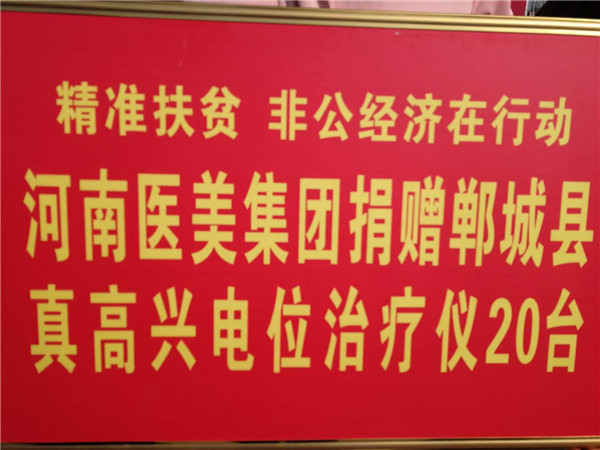 精准扶贫 非公经济在行动
河南医美集团捐赠郸城县
真高兴电位治疗仪20台